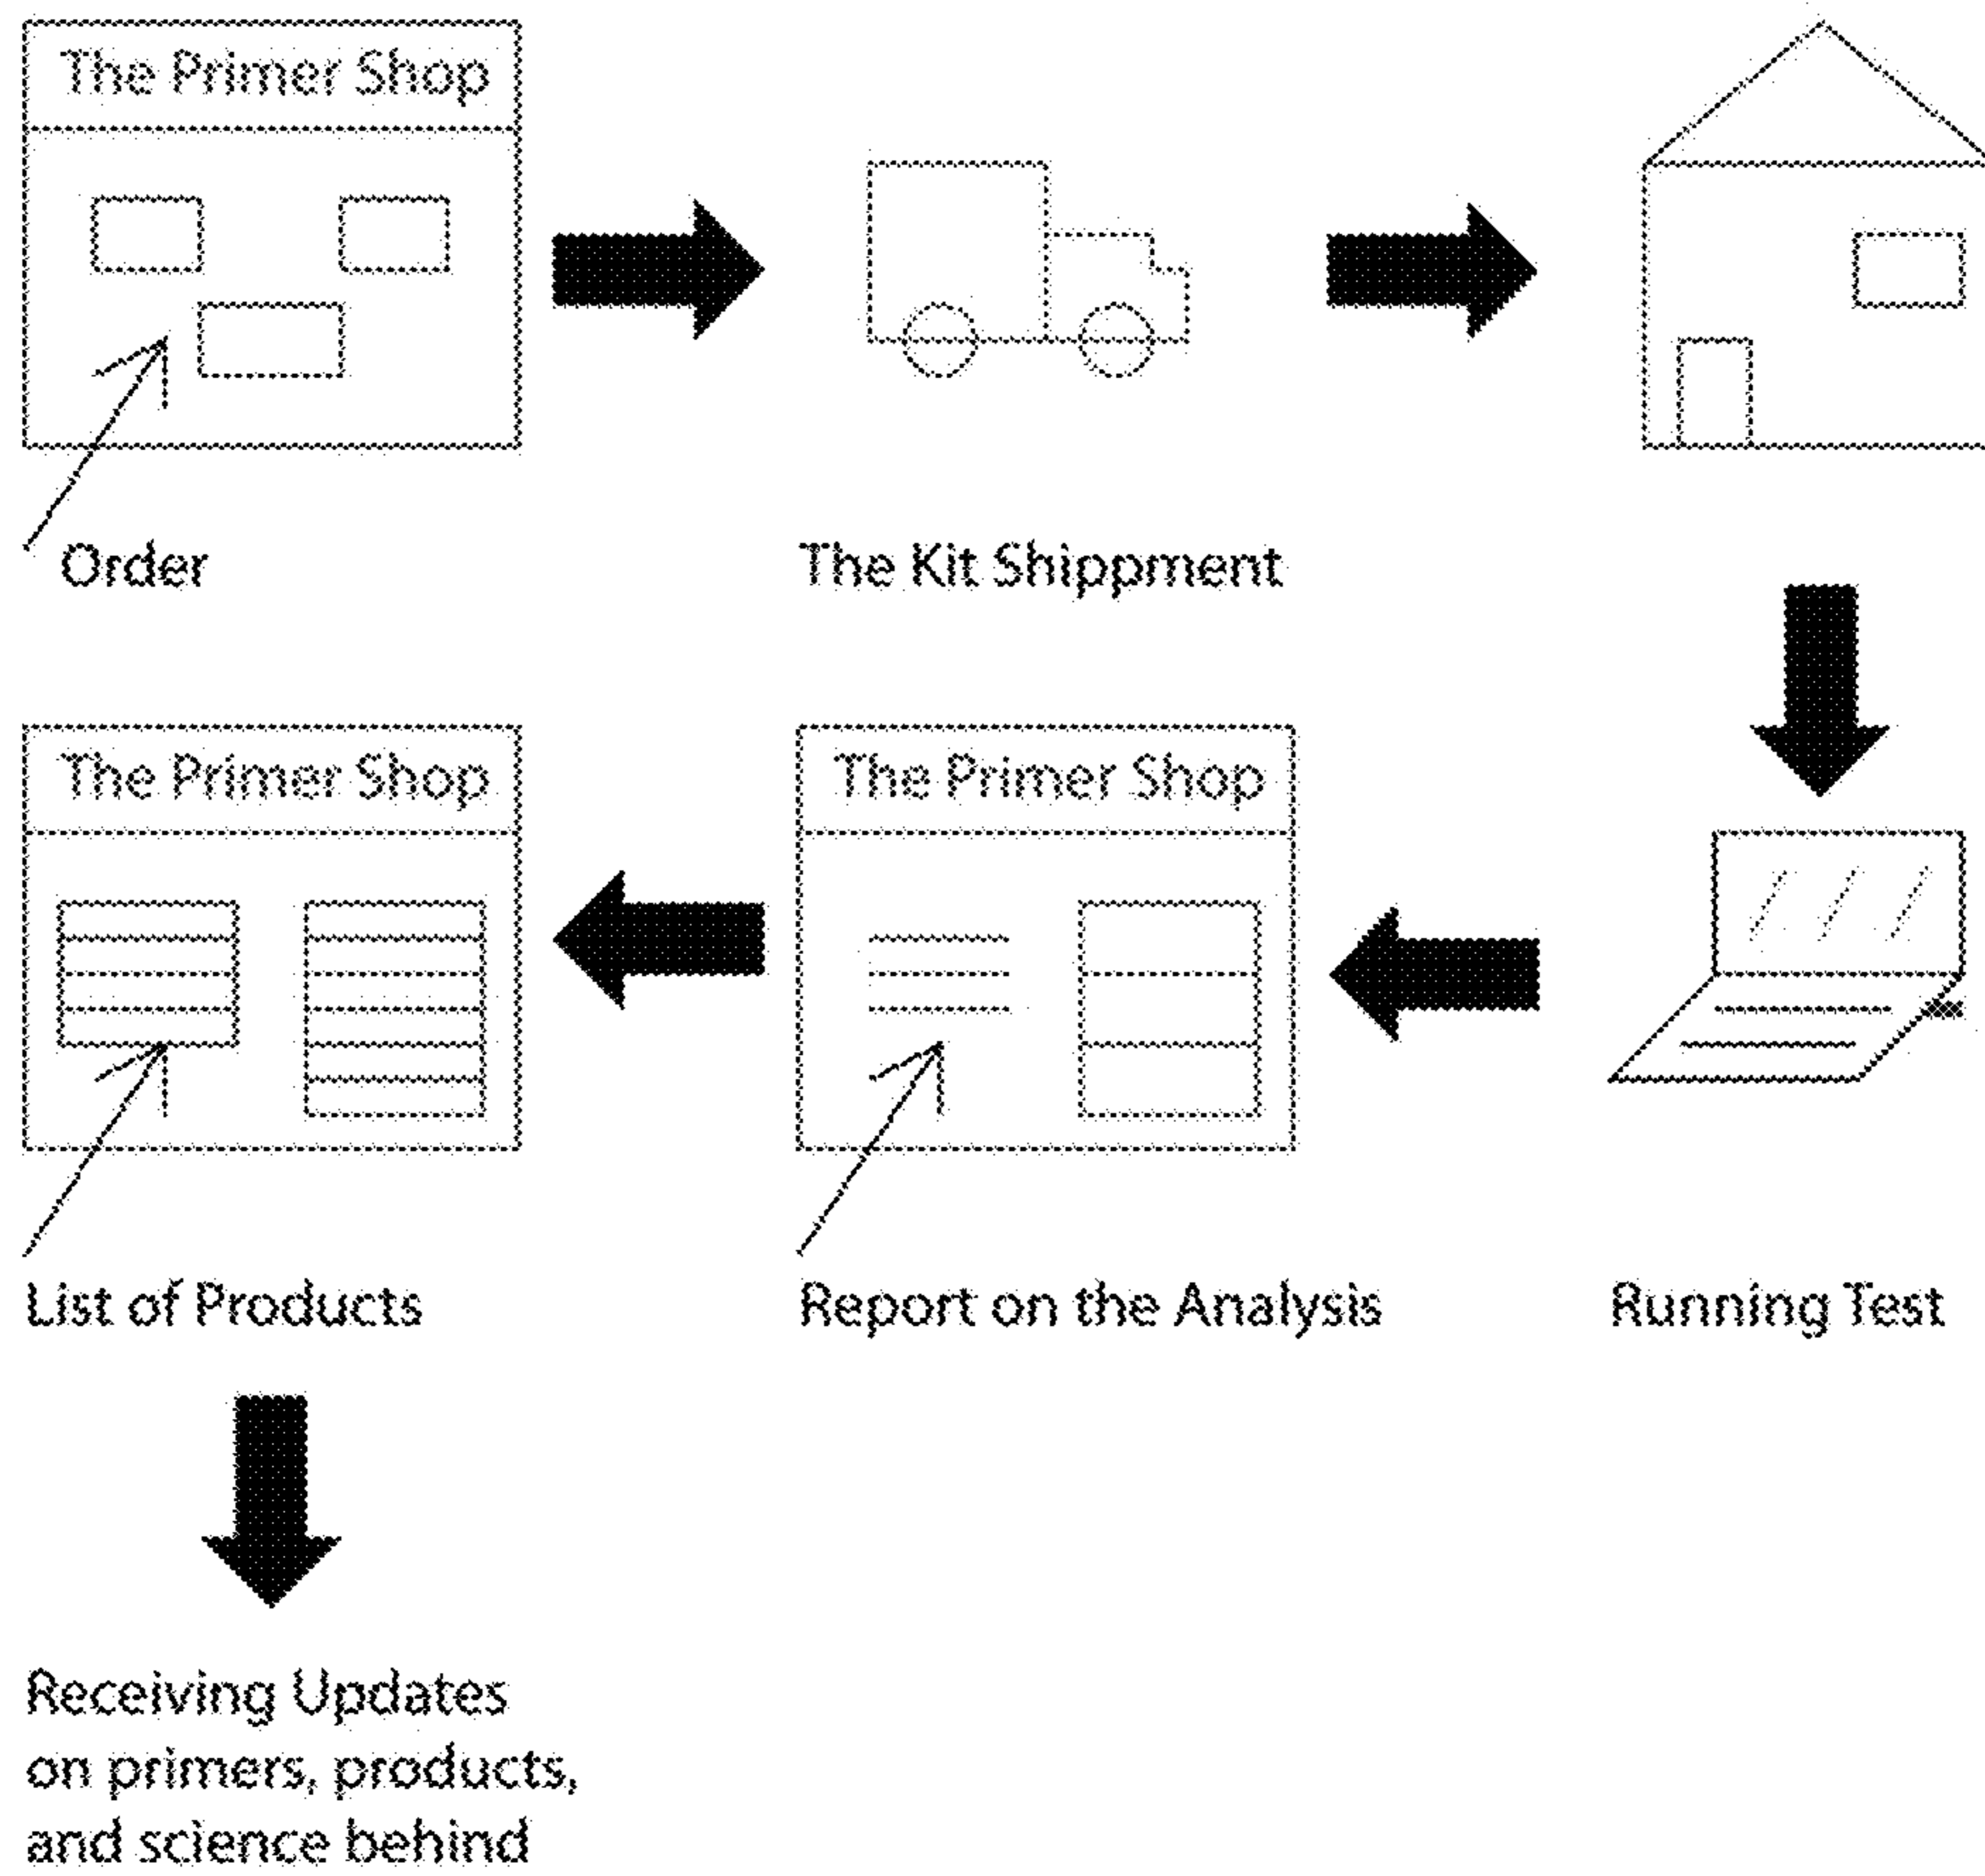 The Primer Shop
Order
The Kit Shippment
The Primer Shop
The Primer Shop
List of Products
Report on the Analysis
Running Test
Receiving Updates
on primers, products,
and science behind